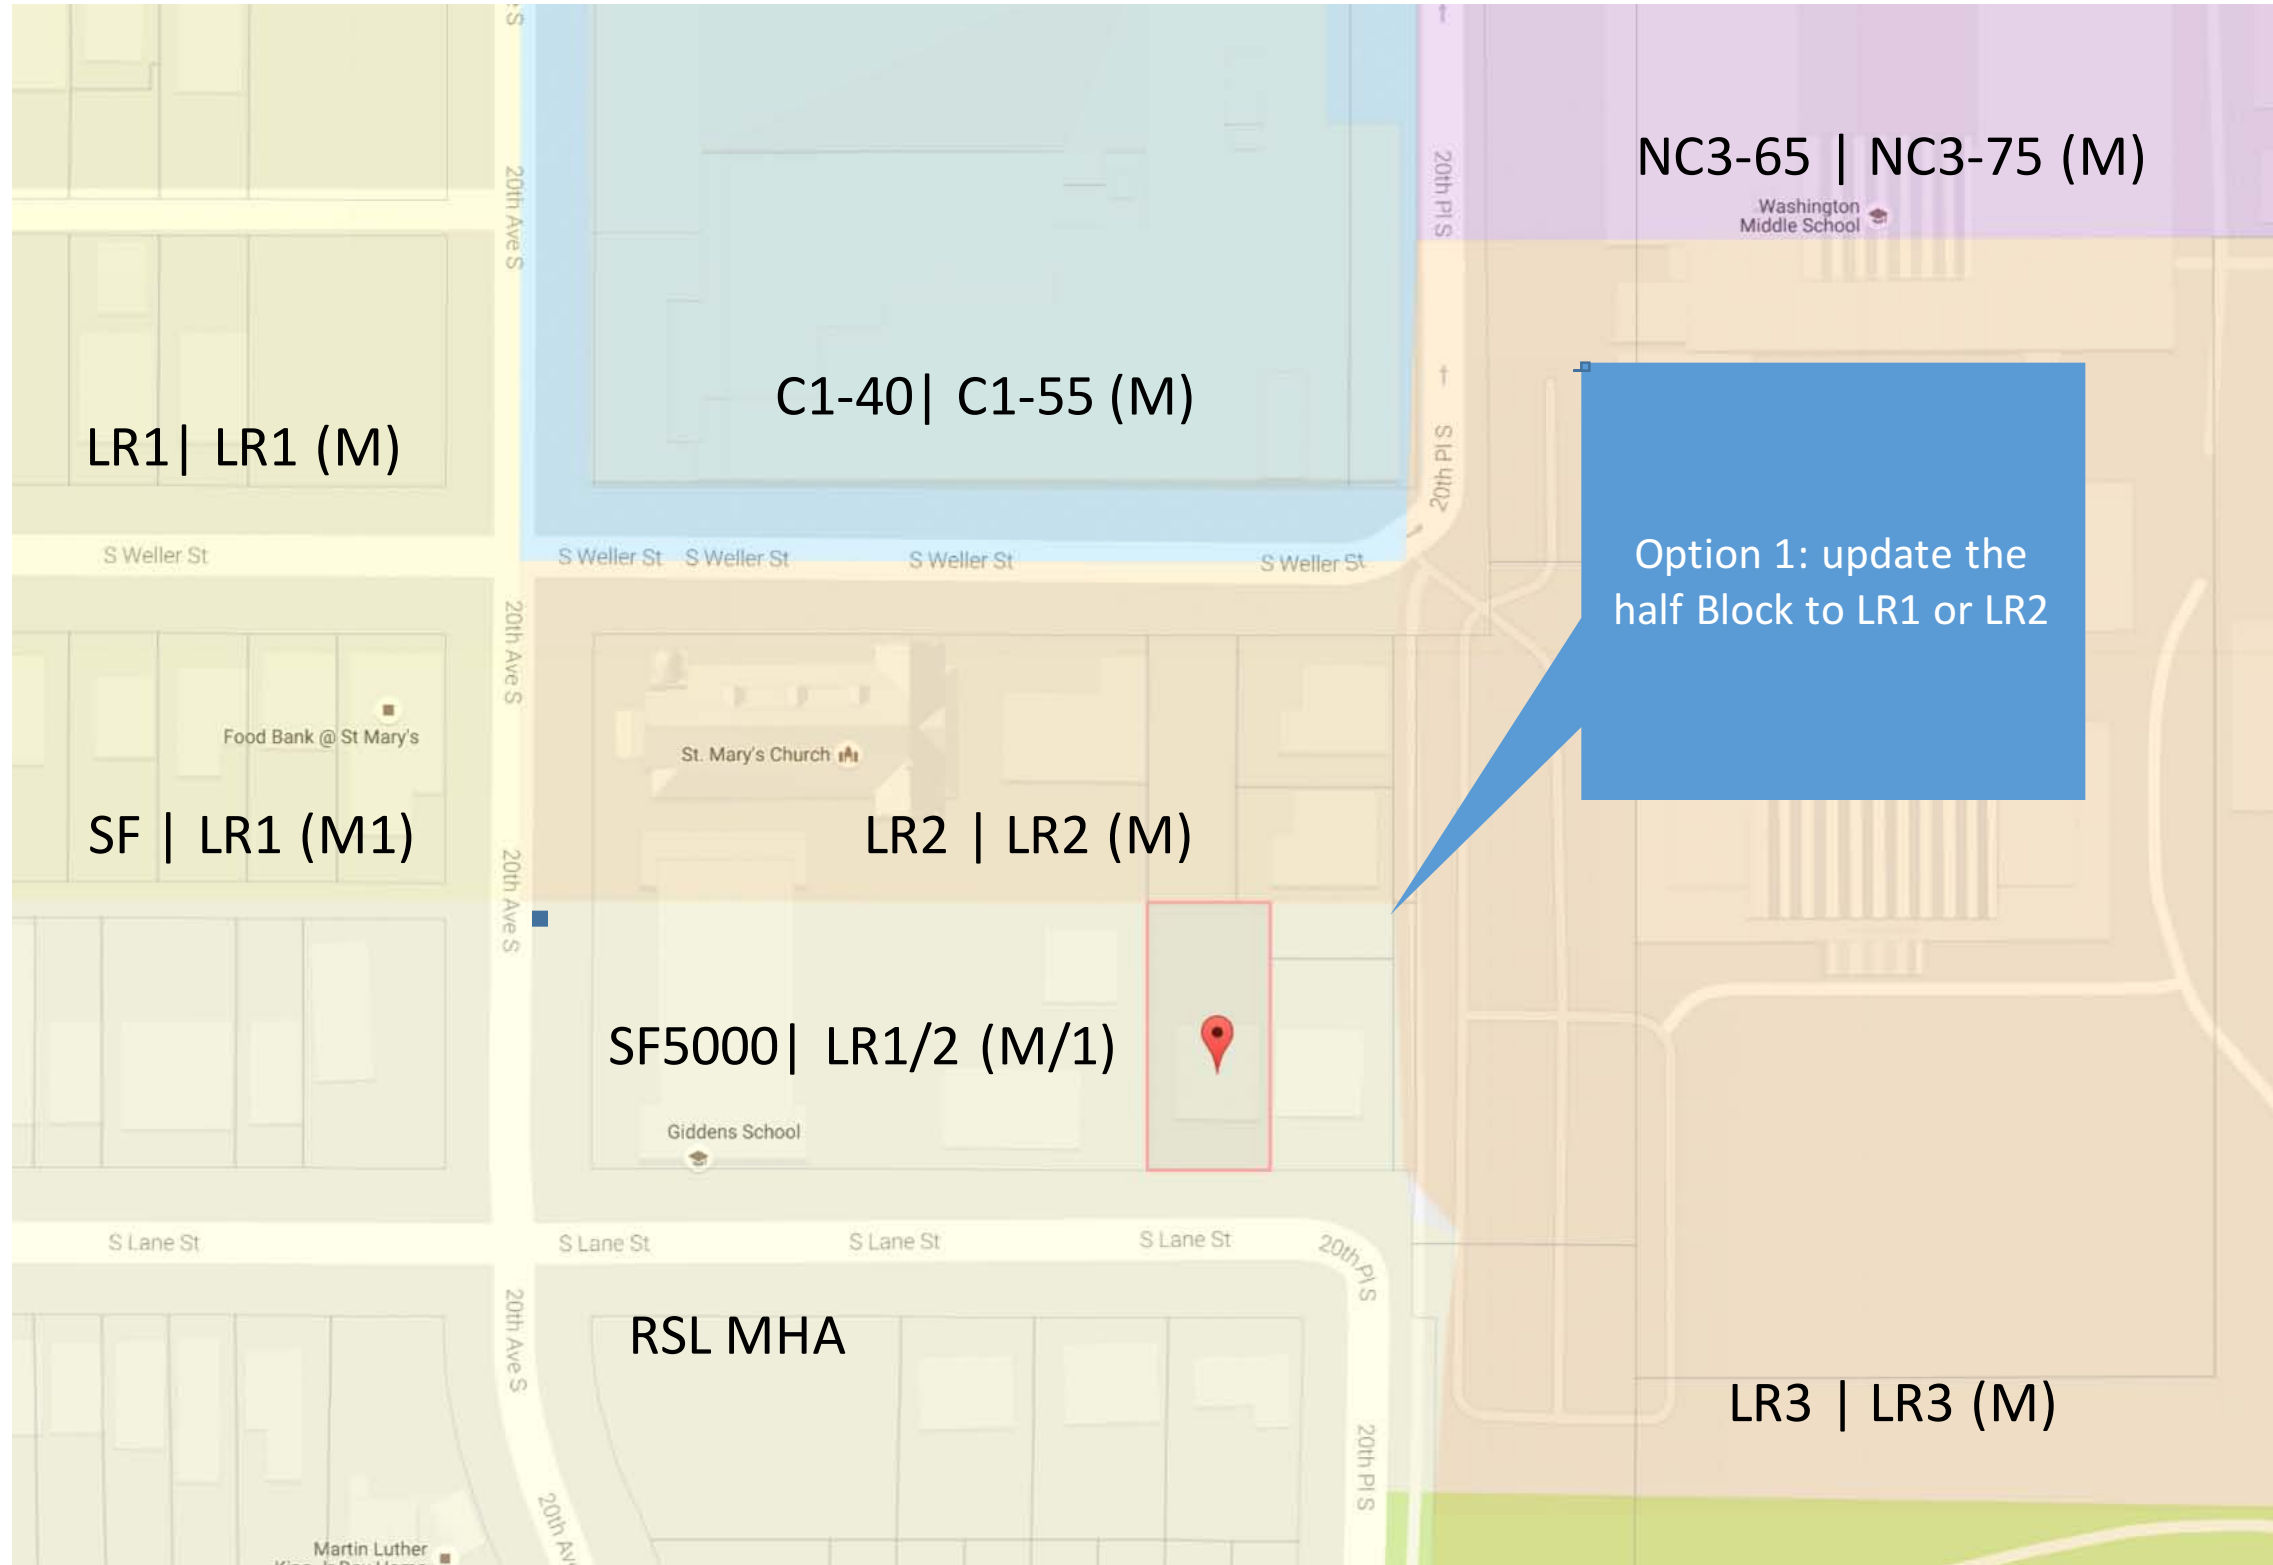 20th Ave S
20th Pl S
NC3-65 | NC3-75 (M)
Washington
Middle School
C1-40| C1-55 (M)
LR1| LR1 (M)
20th Pl S
Option 1: update the
half Block to LR1 or LR2
S Weller St
S Weller St
S Weller St
S Weller St
S Weller St
20th Ave S
Food Bank @ St Mary's
St. Mary's Church
SF | LR1 (M1)
LR2 | LR2 (M)
20th Ave S
SF5000| LR1/2 (M/1)
Giddens School
S Lane St
S Lane St
S Lane St
S Lane St
20th Pl S
20th Ave S
RSL MHA
LR3 | LR3 (M)
20th Pl S
Martin Luther